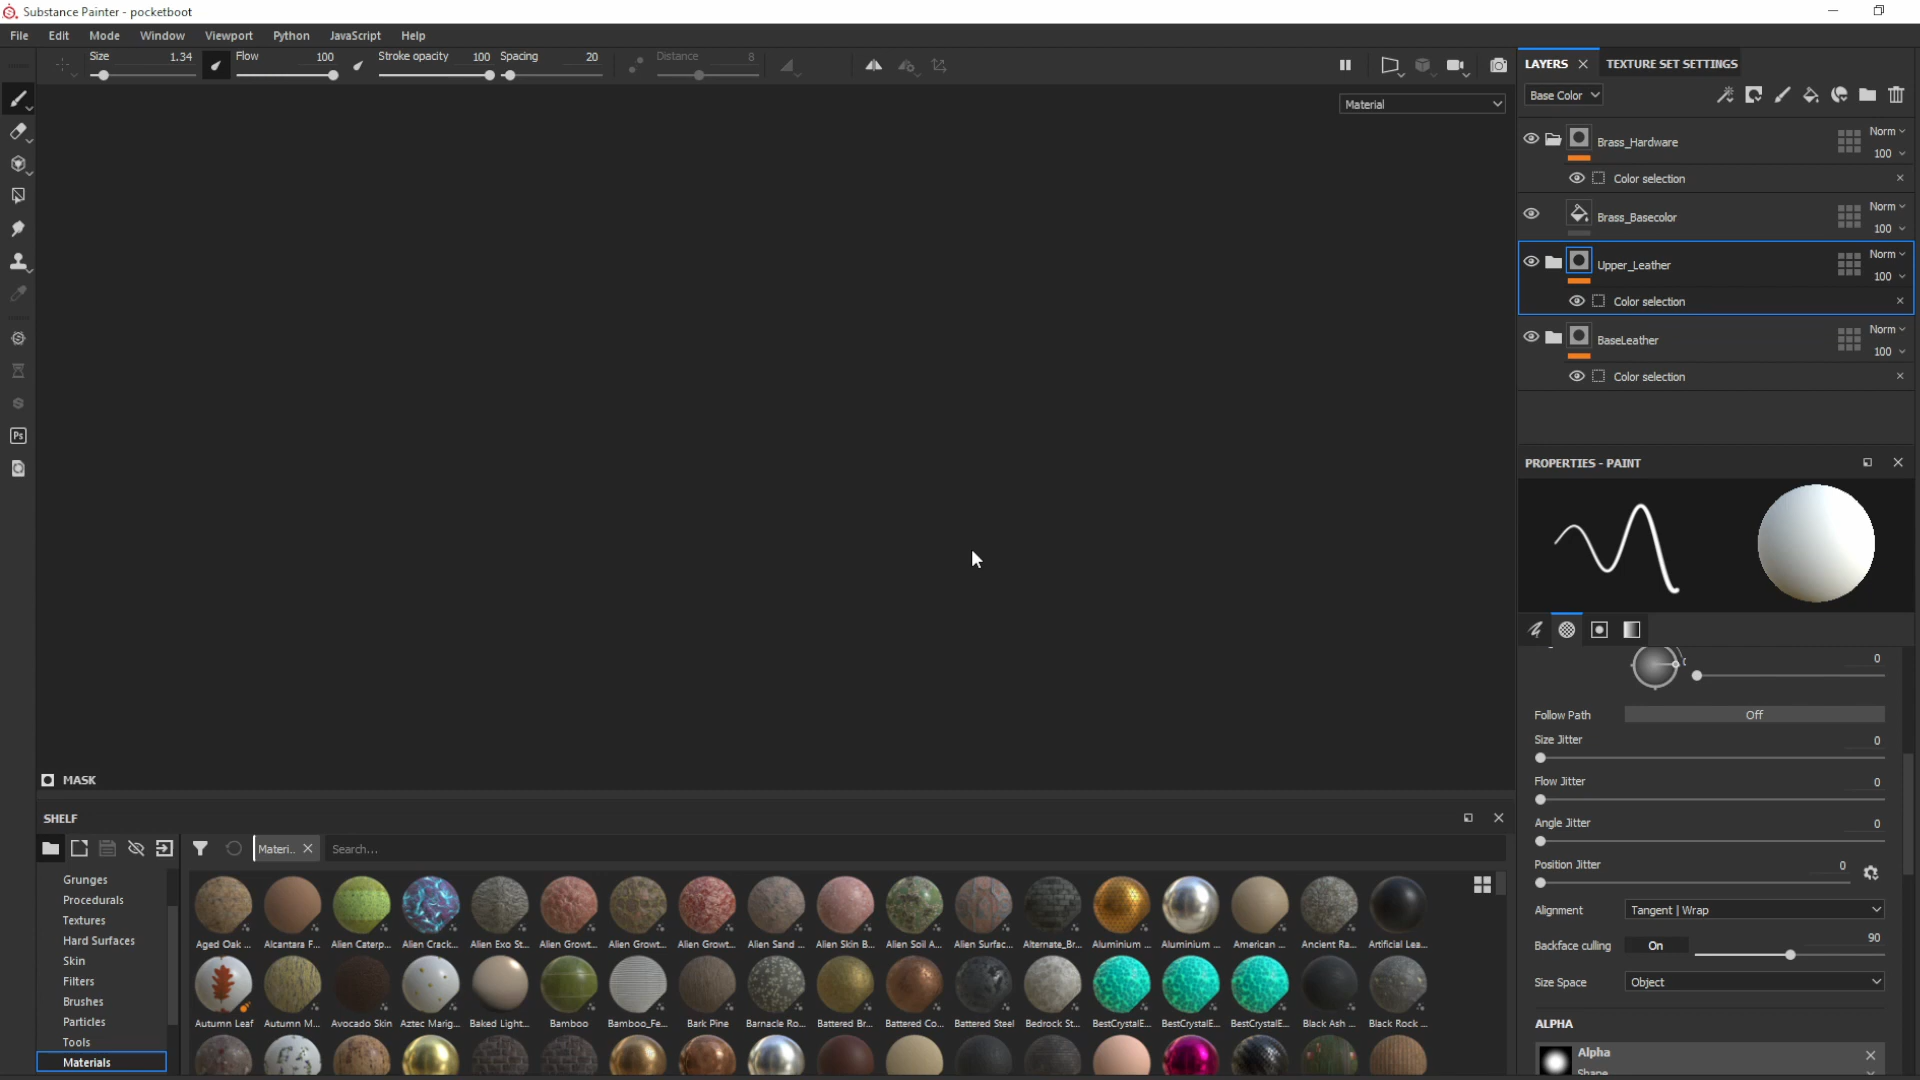 Substance Painter - pocketboot
File Edit Mode Window Viewport Python JavaScript Help
Size 1.34 Flow 100 Stroke opacity 100 Spacing 20 Distance 8
Material
LAYERS TEXTURE SET SETTINGS
Base Color
Brass_Hardware Norm
100
Color selection
Brass_Basecolor Norm
100
Upper_Leather Norm
100
Color selection
BaseLeather Norm
100
Color selection
PROPERTIES - PAINT
0
Follow Path Off
Size Jitter 0
Flow Jitter 0
Angle Jitter 0
Position Jitter 0
Alignment Tangent | Wrap
Backface culling On 90
Size Space Object
ALPHA
Alpha
MASK
SHELF
Materi.. Search...
Grunges
Procedurals
Textures
Hard Surfaces
Skin
Filters
Brushes
Particles
Tools
Materials
Aged Oak ... Alcantara F... Alien Caterp... Alien Crack... Alien Exo St... Alien Growt... Alien Growt... Alien Growt... Alien Sand ... Alien Skin B... Alien Soil A... Alien Surfac... Alternate_Br... Aluminium ... Aluminium ... American ... Ancient Ra... Artificial Lea...
Autumn Leaf Autumn M... Avocado Skin Aztec Marig... Baked Light... Bamboo Bamboo_Fe... Bark Pine Barnacle Ro... Battered Br... Battered Co... Battered Steel Bedrock St... BestCrystalE... BestCrystalE... BestCrystalE... Black Ash ... Black Rock ...
Ps